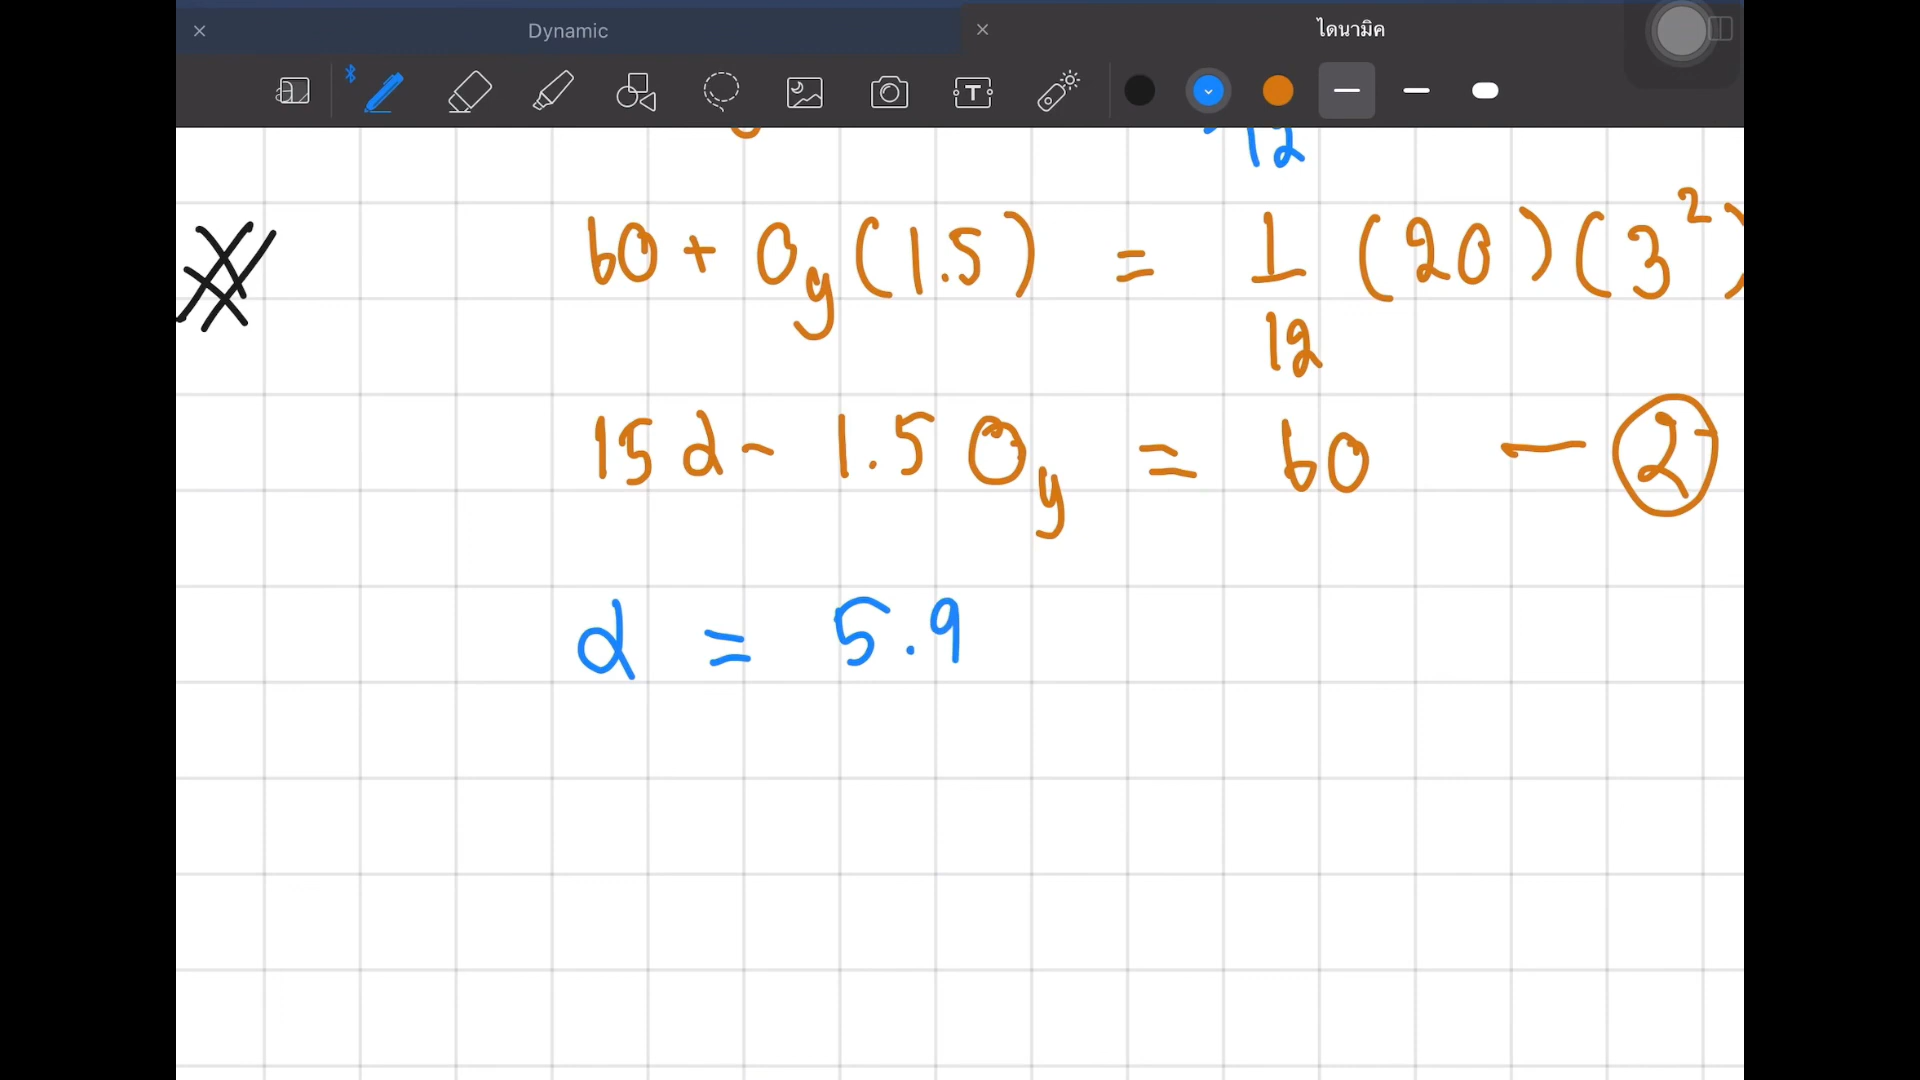 Dynamic
ไดนามิค
12
60 + Oy (1.5) = 1/12 (20)(3²)
15α - 1.5 Oy = 60 — ②
α = 5.9